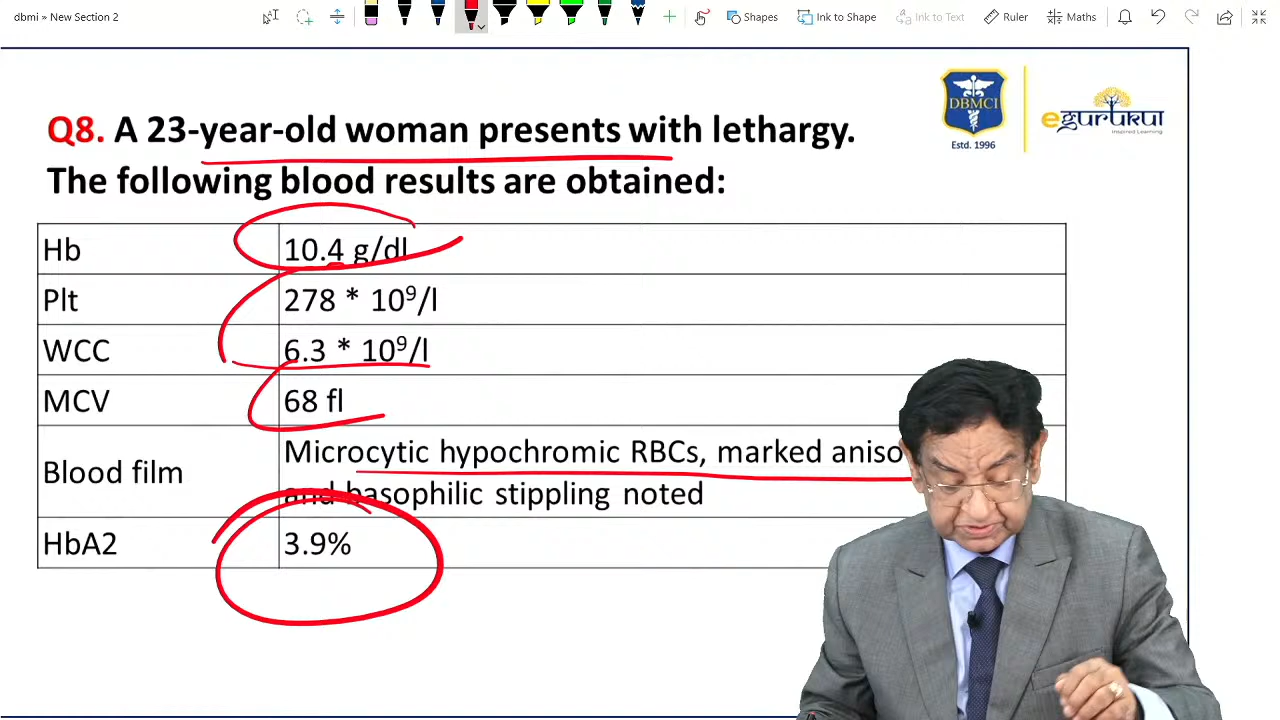 dbmi » New Section 2
Shapes
Ink to Shape
Ink to Text
Ruler
Maths
DBMCI
Estd. 1996
egurukul
Inspired Learning
Q8. A 23-year-old woman presents with lethargy.
The following blood results are obtained:
Hb 10.4 g/dl
Plt 278 * 10⁹/l
WCC 6.3 * 10⁹/l
MCV 68 fl
Blood film Microcytic hypochromic RBCs, marked
and basophilic stippling noted
HbA2 3.9%